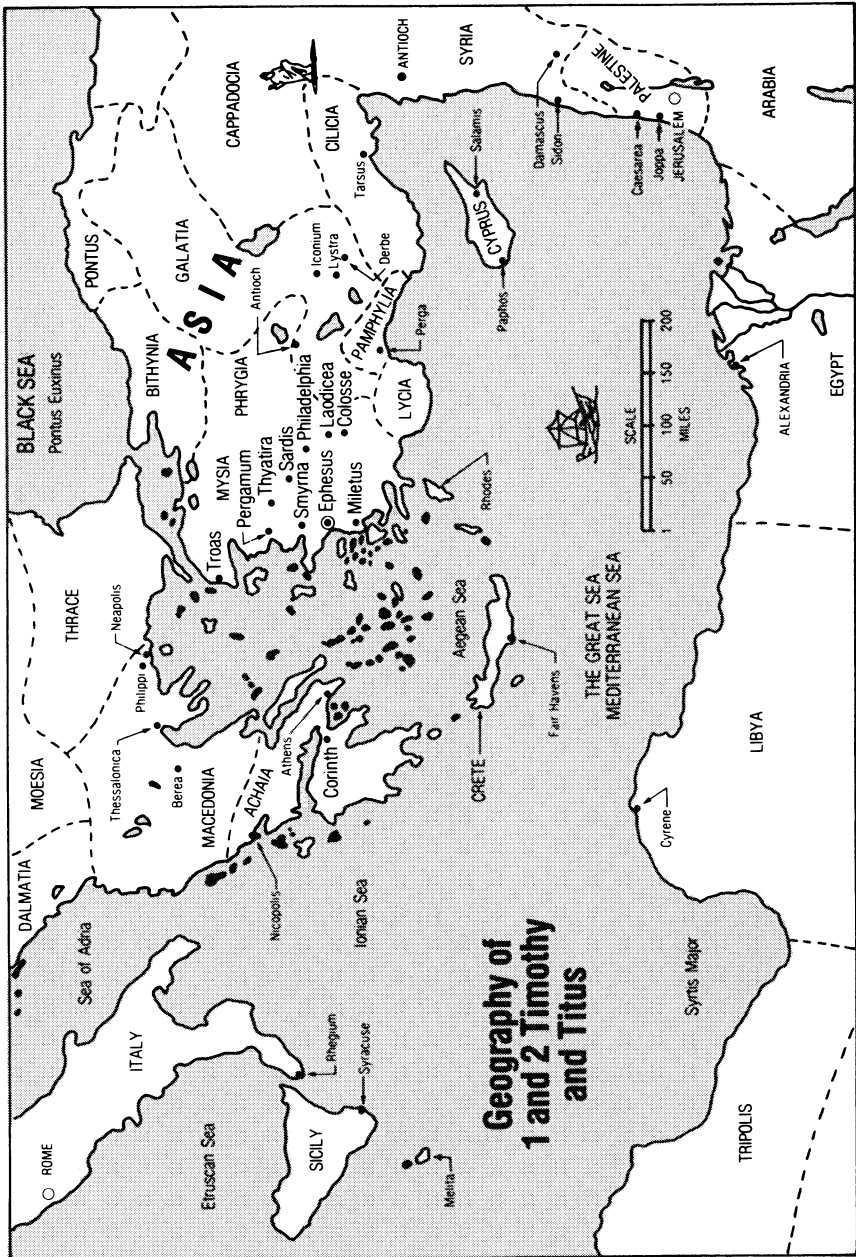 BLACK SEA
Pontus Euxinus
DALMATIA
MOESIA
THRACE
BITHYNIA
PONTUS
GALATIA
CAPPADOCIA
ASIA
Sea of Adria
ITALY
ROME
Etruscan Sea
SICILY
Rhegium
Syracuse
Melita
Thessalonica
Philippi
Neapolis
Berea
MACEDONIA
ACHAIA
Nicopolis
Athens
Corinth
Ionian Sea
Aegean Sea
Troas
MYSIA
Pergamum
Thyatira
Sardis
Smyrna
Philadelphia
Ephesus
Laodicea
Colosse
Miletus
PHRYGIA
Antioch
Iconium
Lystra
Derbe
PAMPHYLIA
Perga
LYCIA
CILICIA
Tarsus
ANTIOCH
SYRIA
Rhodes
CRETE
Fair Havens
CYPRUS
Salamis
Paphos
Damascus
Sidon
PALESTINE
Caesarea
Joppa
JERUSALEM
ARABIA
THE GREAT SEA
MEDITERRANEAN SEA
SCALE
1 50 100 150 200
MILES
Geography of
1 and 2 Timothy
and Titus
Syrtis Major
TRIPOLIS
Cyrene
LIBYA
ALEXANDRIA
EGYPT